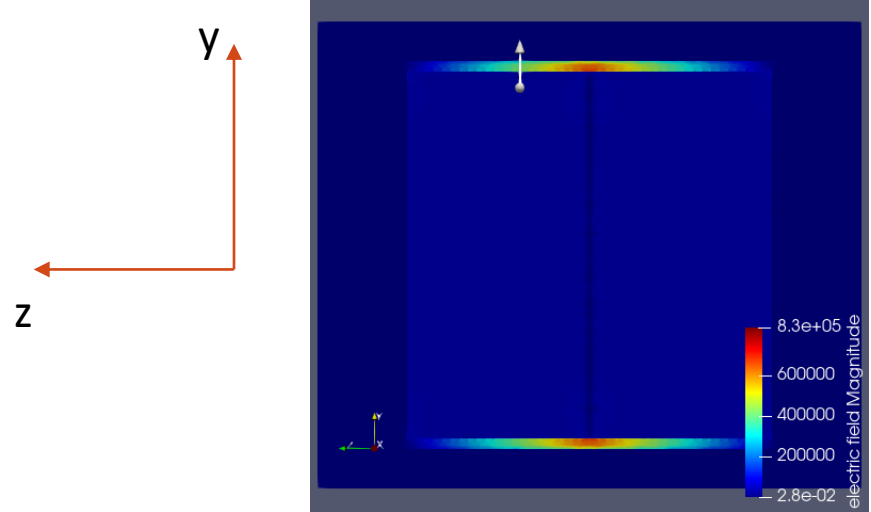 y
z
8.3e+05
600000
400000
200000
2.8e-02
electric field Magnitude
Y
Z
X